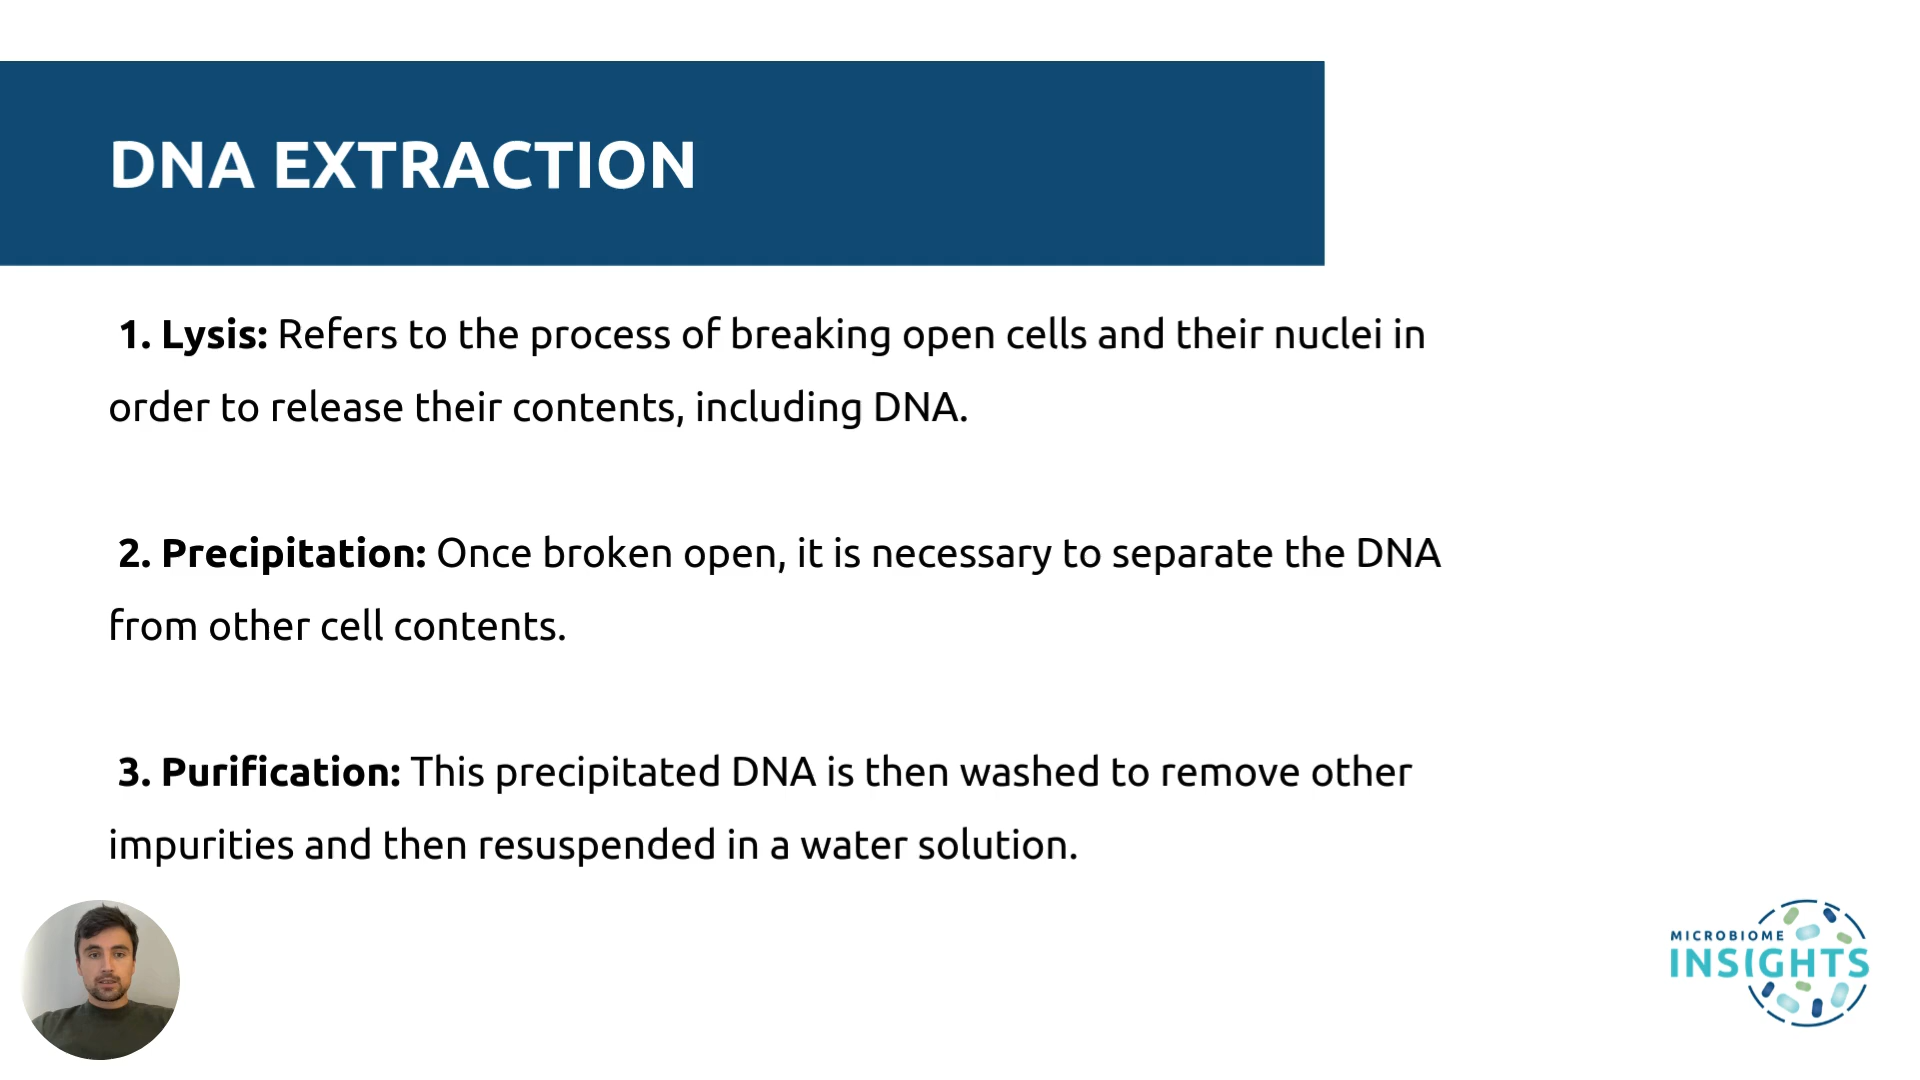 DNA EXTRACTION
1. Lysis: Refers to the process of breaking open cells and their nuclei in
order to release their contents, including DNA.
2. Precipitation: Once broken open, it is necessary to separate the DNA
from other cell contents.
3. Purification: This precipitated DNA is then washed to remove other
impurities and then resuspended in a water solution.
MICROBIOME
INSIGHTS